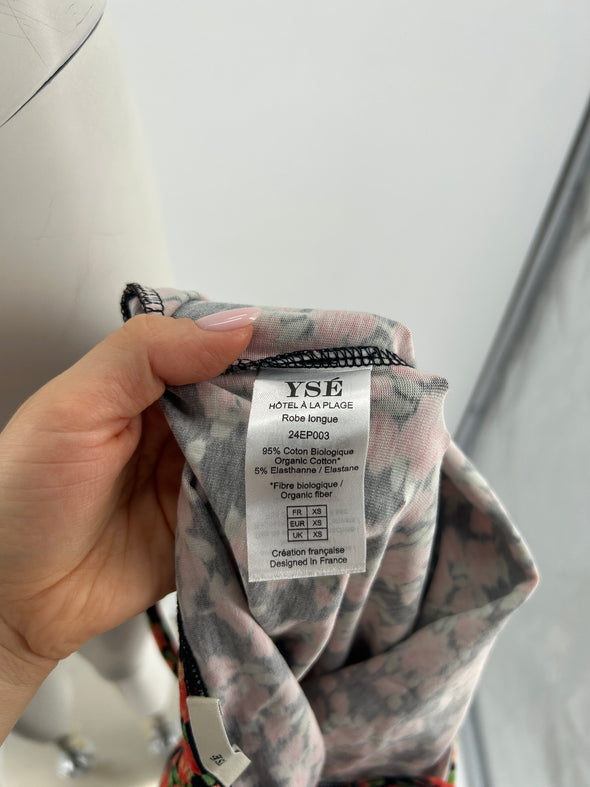 YSÉ
HÔTEL À LA PLAGE
Robe longue
24EP003
95% Coton Biologique
Organic Cotton*
5% Elasthanne / Elastane
*Fibre biologique /
Organic fiber
FR XS
EUR XS
UK XS
Création française
Designed in France